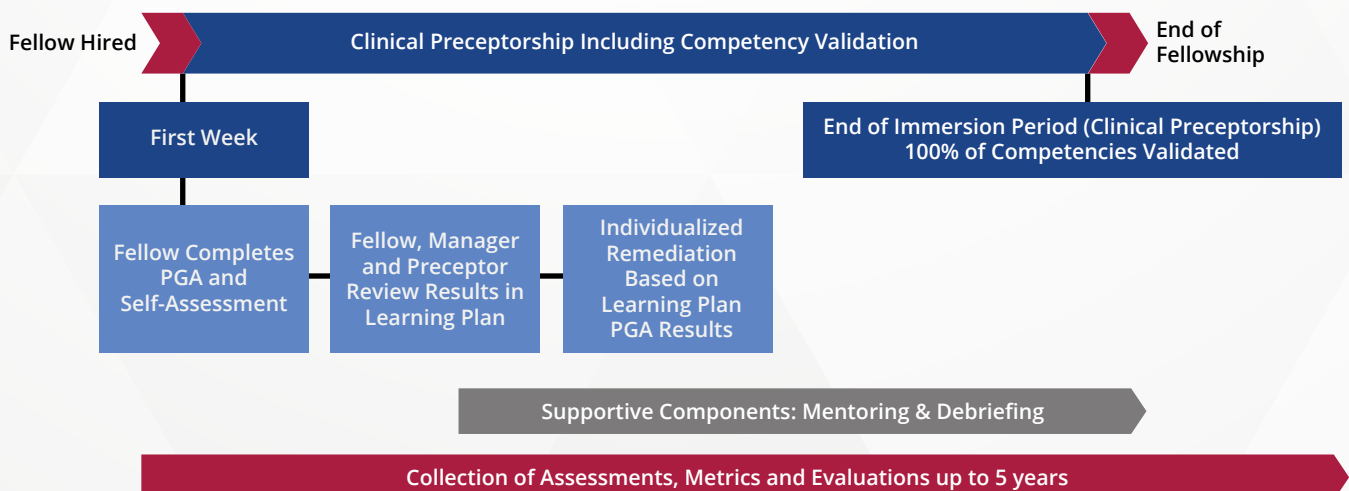 Fellow Hired
Clinical Preceptorship Including Competency Validation
End of
Fellowship
First Week
End of Immersion Period (Clinical Preceptorship)
100% of Competencies Validated
Fellow Completes
PGA and
Self-Assessment
Fellow, Manager
and Preceptor
Review Results in
Learning Plan
Individualized
Remediation
Based on
Learning Plan
PGA Results
Supportive Components: Mentoring & Debriefing
Collection of Assessments, Metrics and Evaluations up to 5 years